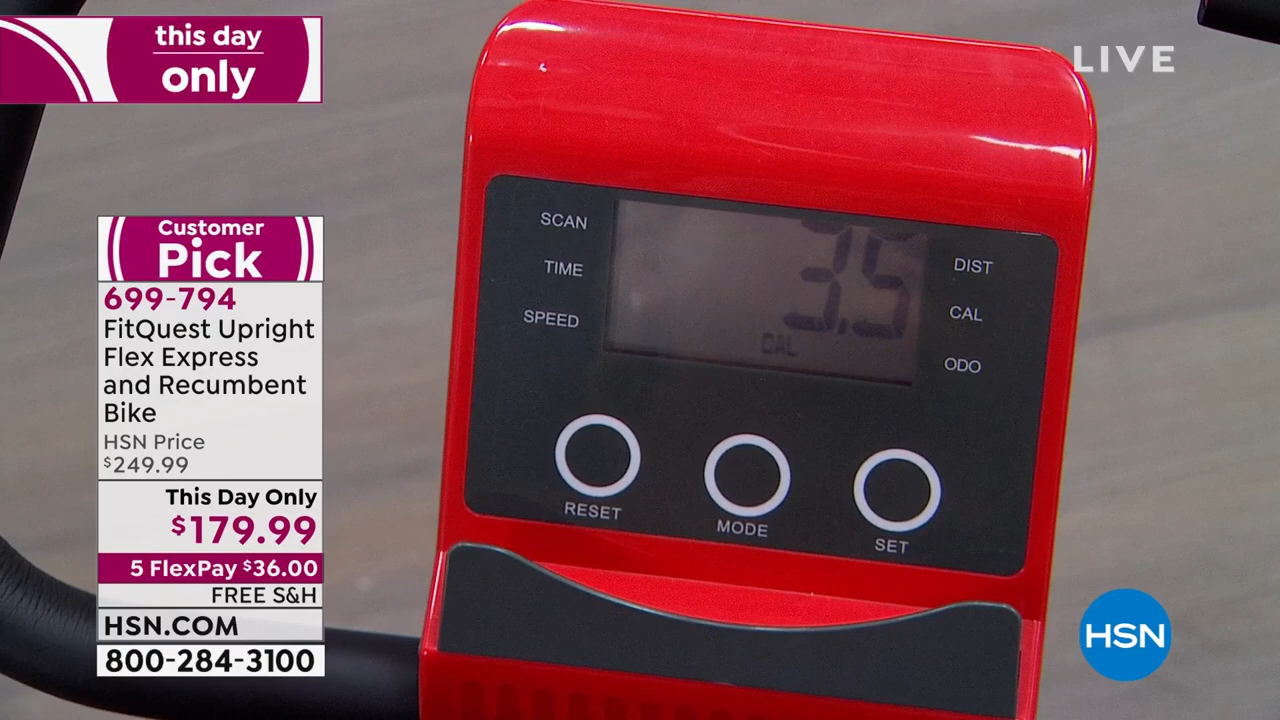 this day
only
LIVE
Customer
Pick
699-794
FitQuest Upright
Flex Express
and Recumbent
Bike
HSN Price
$249.99
This Day Only
$179.99
5 FlexPay $36.00
FREE S&H
HSN.COM
800-284-3100
SCAN
TIME
SPEED
3.5
CAL
DIST
CAL
ODO
RESET
MODE
SET
HSN